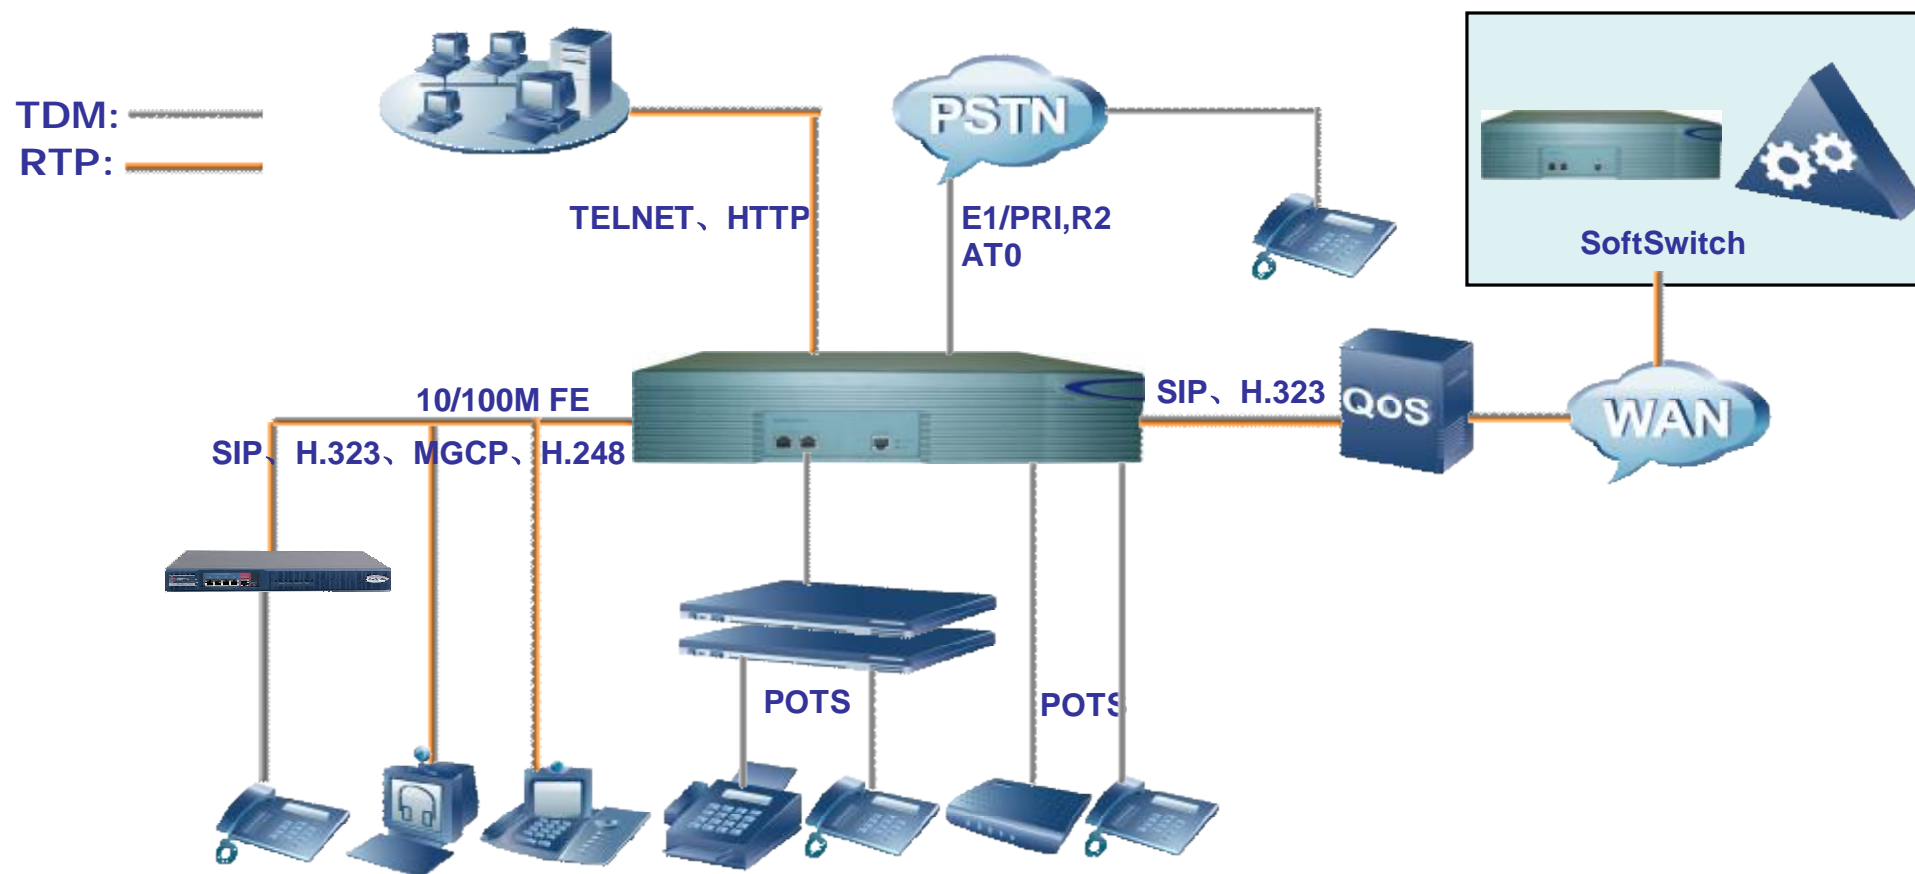 TDM:
RTP:
PSTN
TELNET、HTTP
E1/PRI,R2
AT0
SoftSwitch
10/100M FE
SIP、H.323、MGCP、H.248
SIP、H.323
QoS
WAN
POTS
POTS